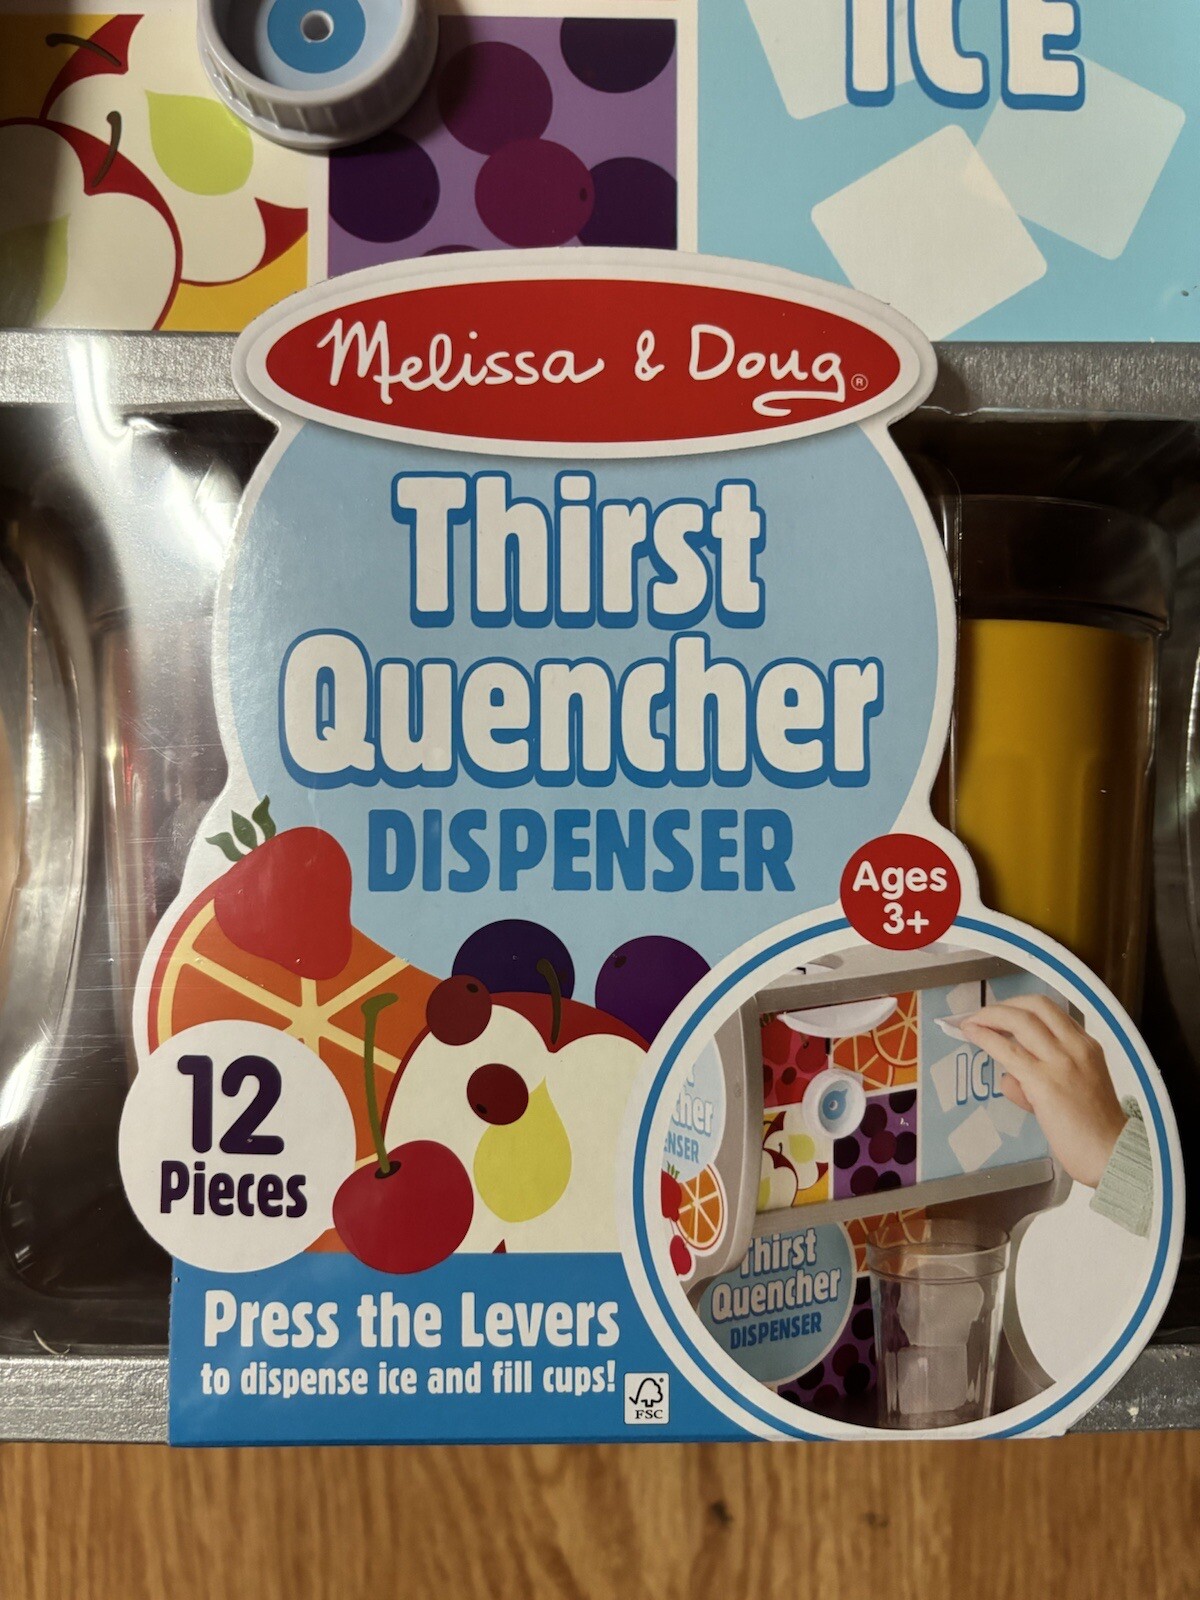 ICE
Melissa & Doug®
Thirst
Quencher
DISPENSER
Ages
3+
12
Pieces
Press the Levers
to dispense ice and fill cups!
FSC
ICE
Thirst
Quencher
DISPENSER